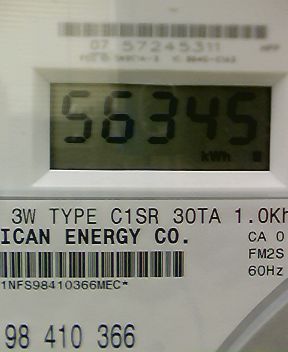 07 57245311
56345
kWh
3W TYPE C1SR 30TA 1.0Kh
ICAN ENERGY CO.
CA 0
FM2S
60Hz
1NFS98410366MEC*
98 410 366